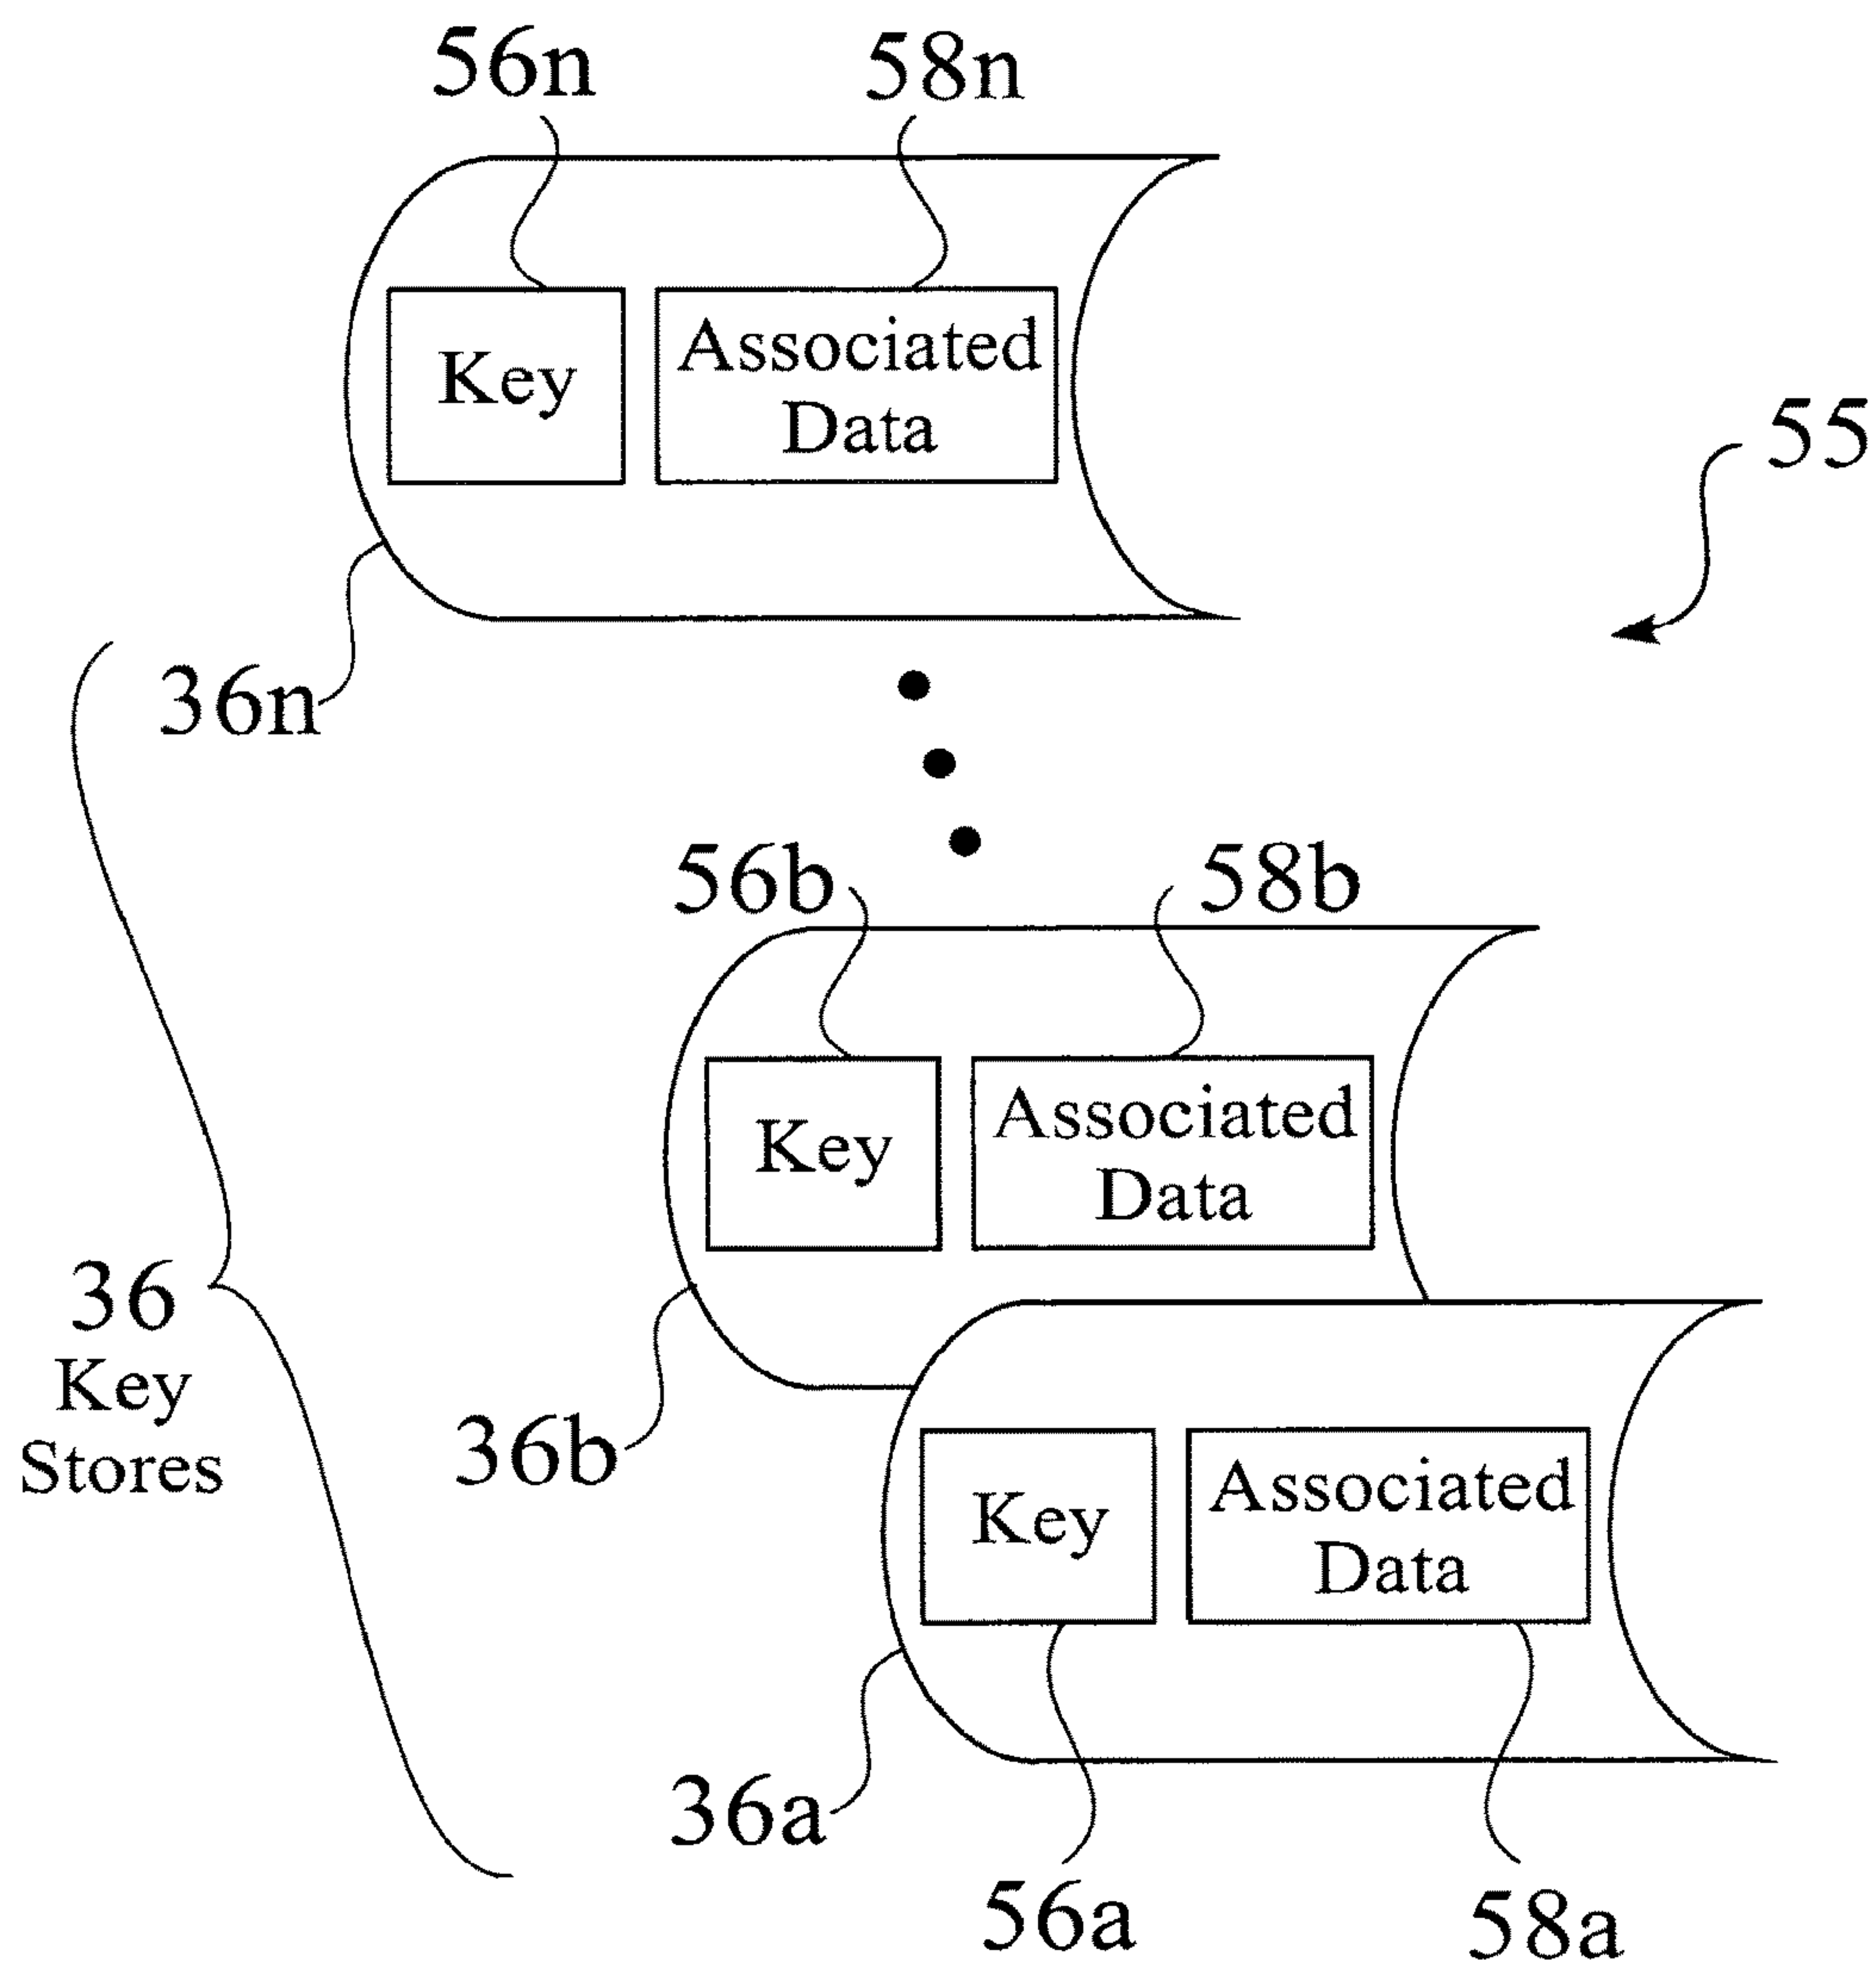 56n 58n
Key
Associated
Data
55
36n
56b 58b
Key
Associated
Data
36
Key
Stores
36b
Key
Associated
Data
36a
56a 58a